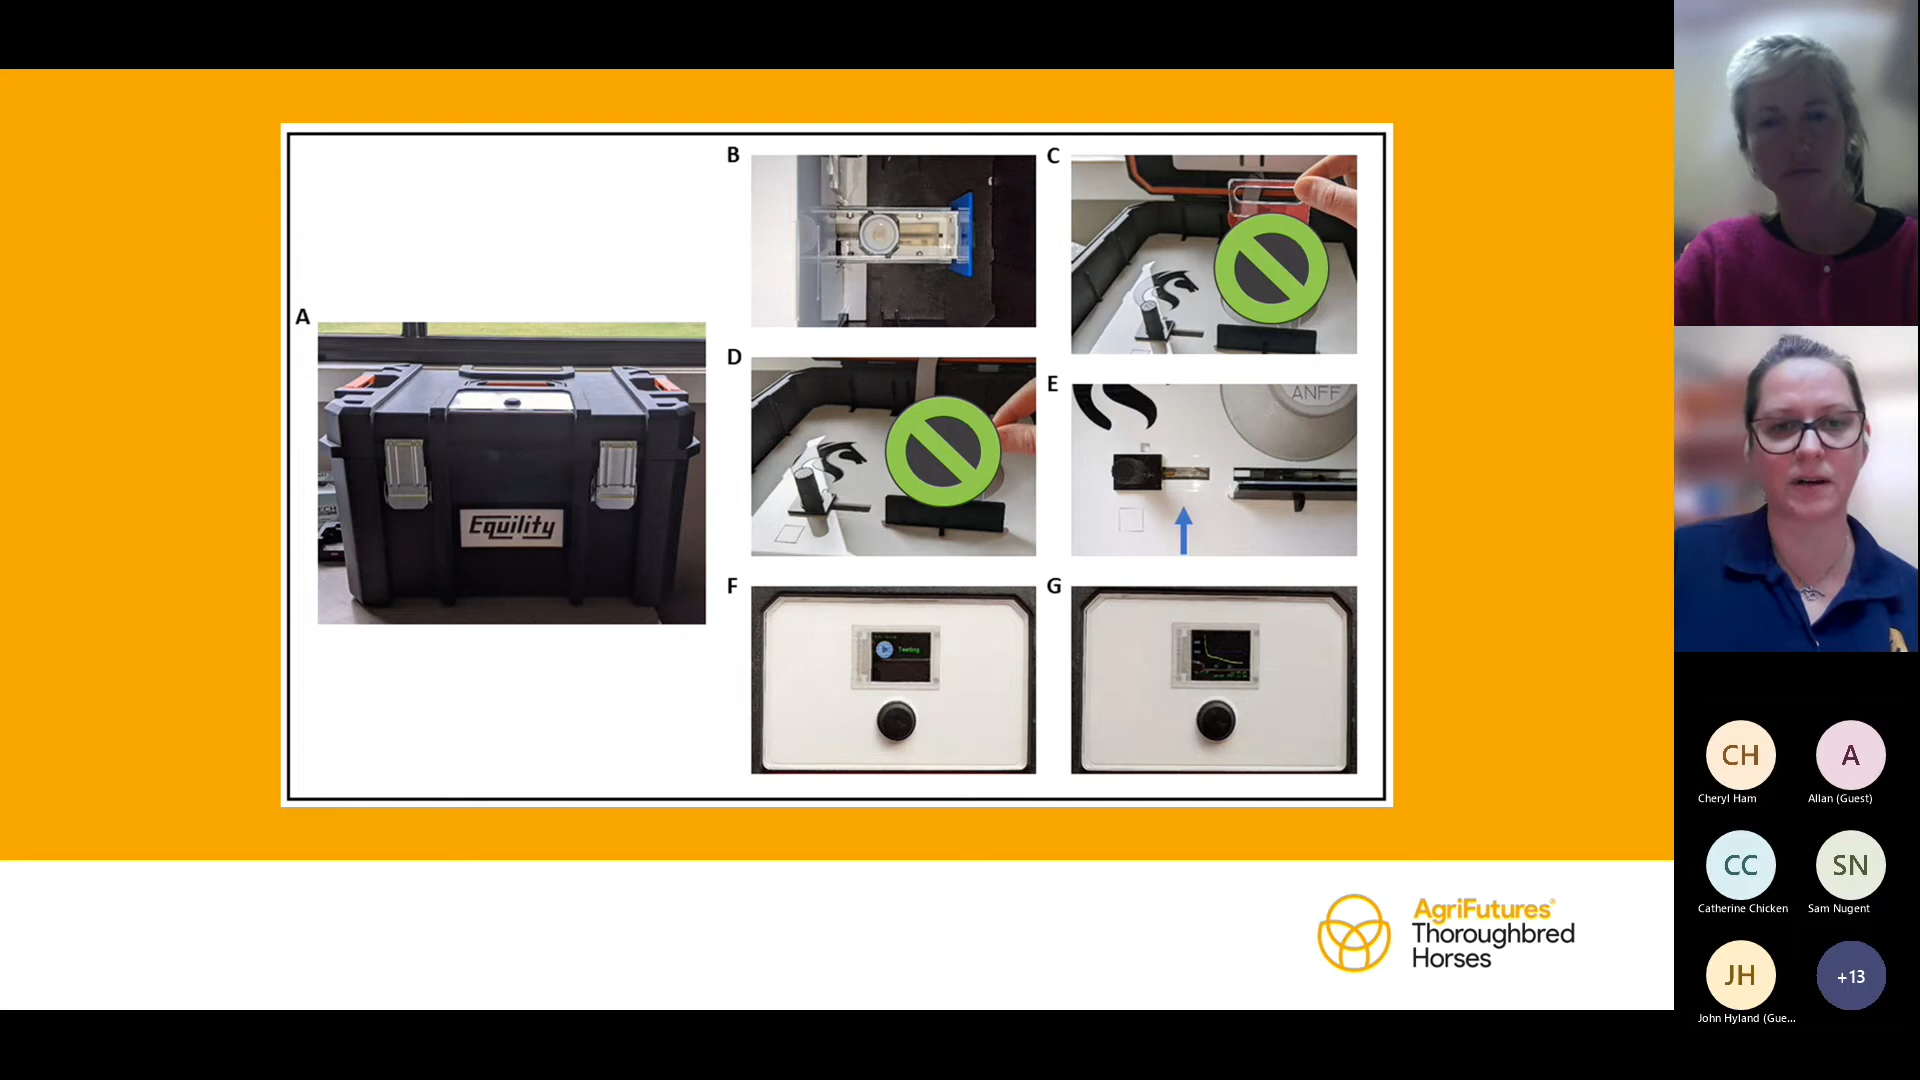 A
B
C
D
E
F
G
Equility
ANFF
Testing
AgriFutures®
Thoroughbred
Horses
CH
Cheryl Ham
A
Allan (Guest)
CC
Catherine Chicken
SN
Sam Nugent
JH
John Hyland (Gue...
+13